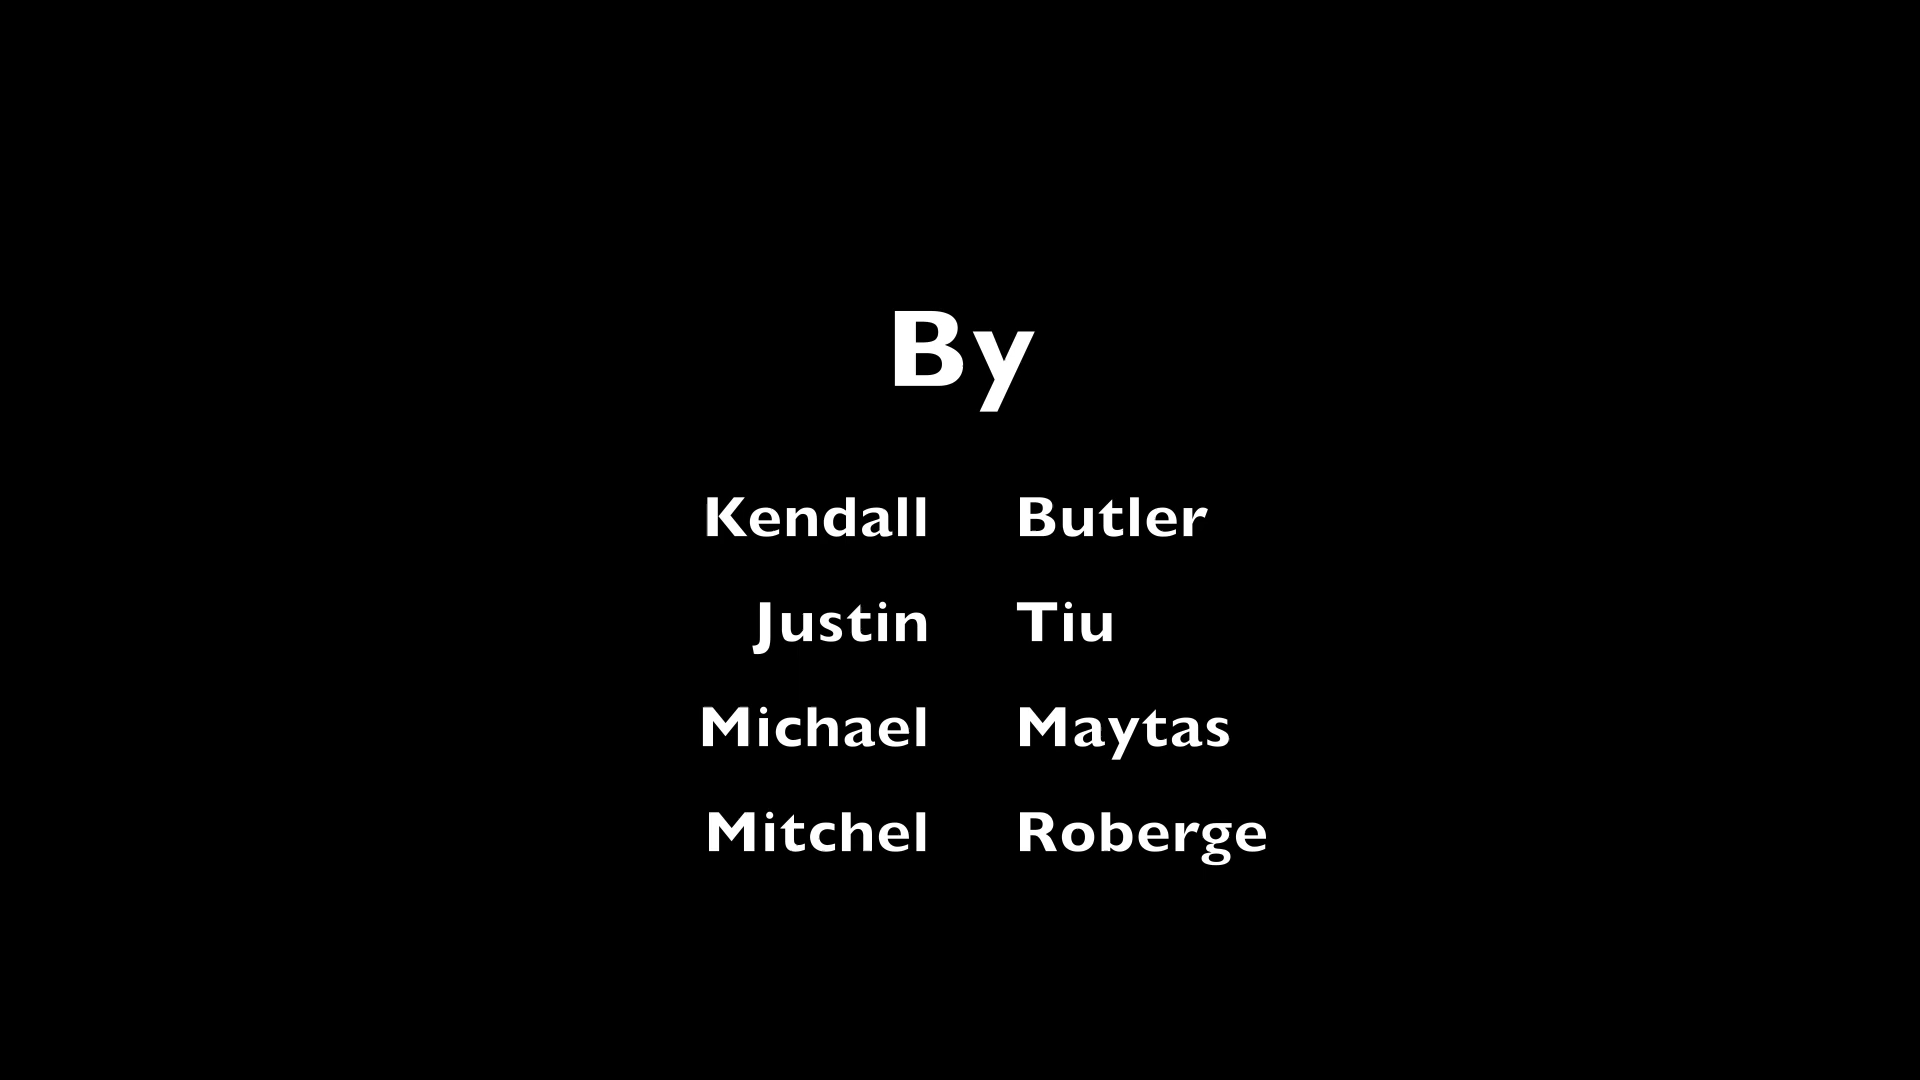 By
Kendall Butler
Justin Tiu
Michael Maytas
Mitchel Roberge